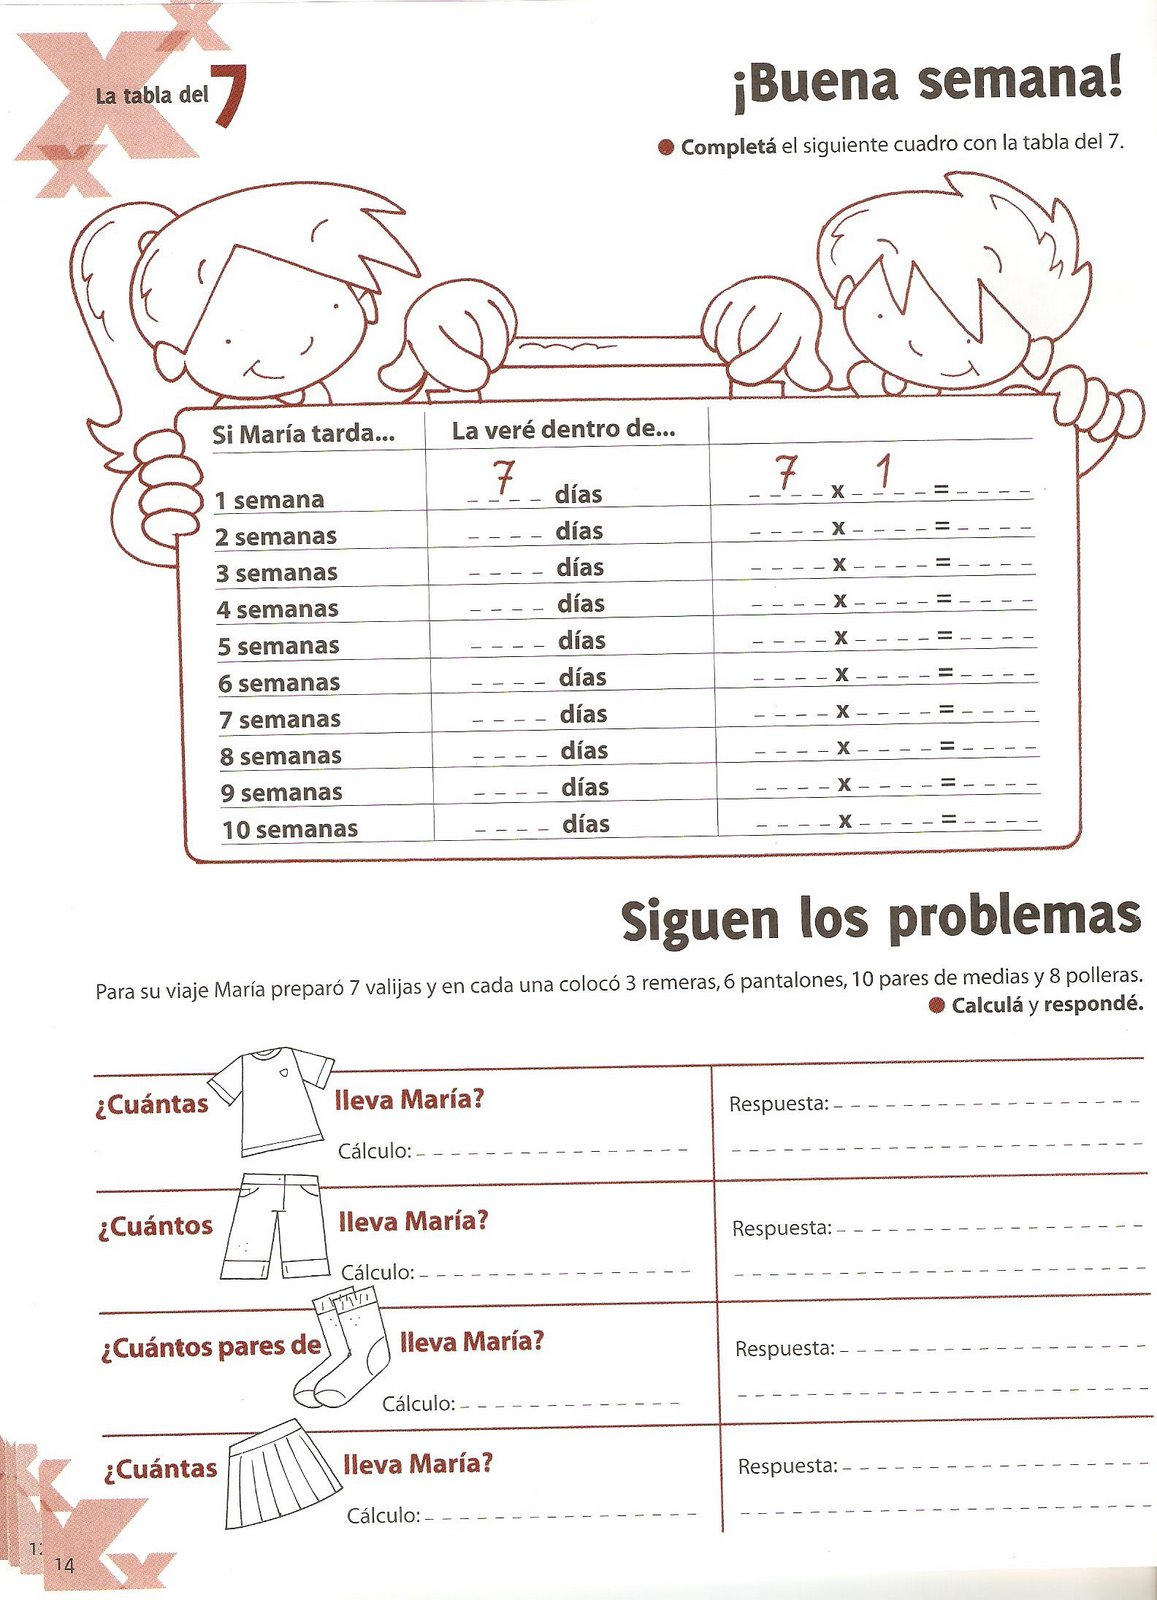 La tabla del 7
¡Buena semana!
● Completá el siguiente cuadro con la tabla del 7.
Si María tarda... La veré dentro de...
1 semana 7 días 7 x 1 =
2 semanas días x =
3 semanas días x =
4 semanas días x =
5 semanas días x =
6 semanas días x =
7 semanas días x =
8 semanas días x =
9 semanas días x =
10 semanas días x =
Siguen los problemas
Para su viaje María preparó 7 valijas y en cada una colocó 3 remeras, 6 pantalones, 10 pares de medias y 8 polleras.
● Calculá y respondé.
¿Cuántas lleva María? Respuesta:
Cálculo:
¿Cuántos lleva María? Respuesta:
Cálculo:
¿Cuántos pares de lleva María? Respuesta:
Cálculo:
¿Cuántas lleva María? Respuesta:
Cálculo:
14